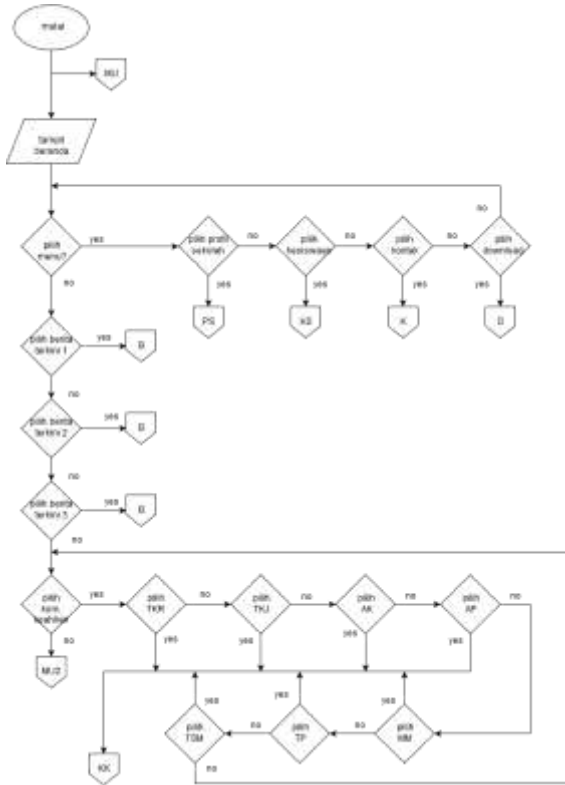 mulai
MU
tampil
beranda
no
pilih
menu?
yes
pilih profil
sekolah
no
pilih
kesiswaan
no
pilih
kontak
no
pilih
download
no
yes
yes
yes
yes
PS
K
D
pilih berita
terkini 1
yes
B
no
pilih berita
terkini 2
yes
B
no
pilih berita
terkini 3
yes
B
no
pilih
kom.
keahlian
yes
pilih
TKR
no
pilih
TKJ
no
pilih
AK
no
pilih
AP
no
no
yes
yes
yes
yes
MU2
yes
yes
yes
pilih
no
pilih
TP
no
pilih
MM
no
KK